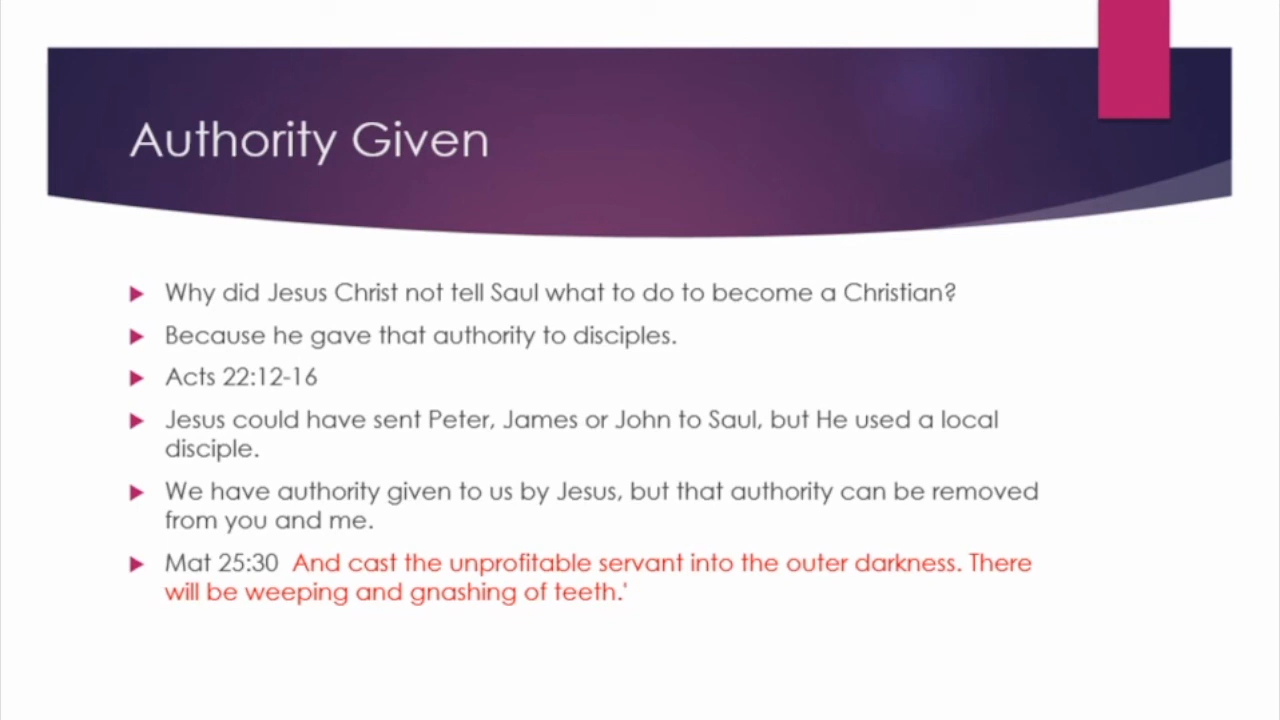 Authority Given
Why did Jesus Christ not tell Saul what to do to become a Christian?
Because he gave that authority to disciples.
Acts 22:12-16
Jesus could have sent Peter, James or John to Saul, but He used a local
disciple.
We have authority given to us by Jesus, but that authority can be removed
from you and me.
Mat 25:30  And cast the unprofitable servant into the outer darkness. There
will be weeping and gnashing of teeth.'